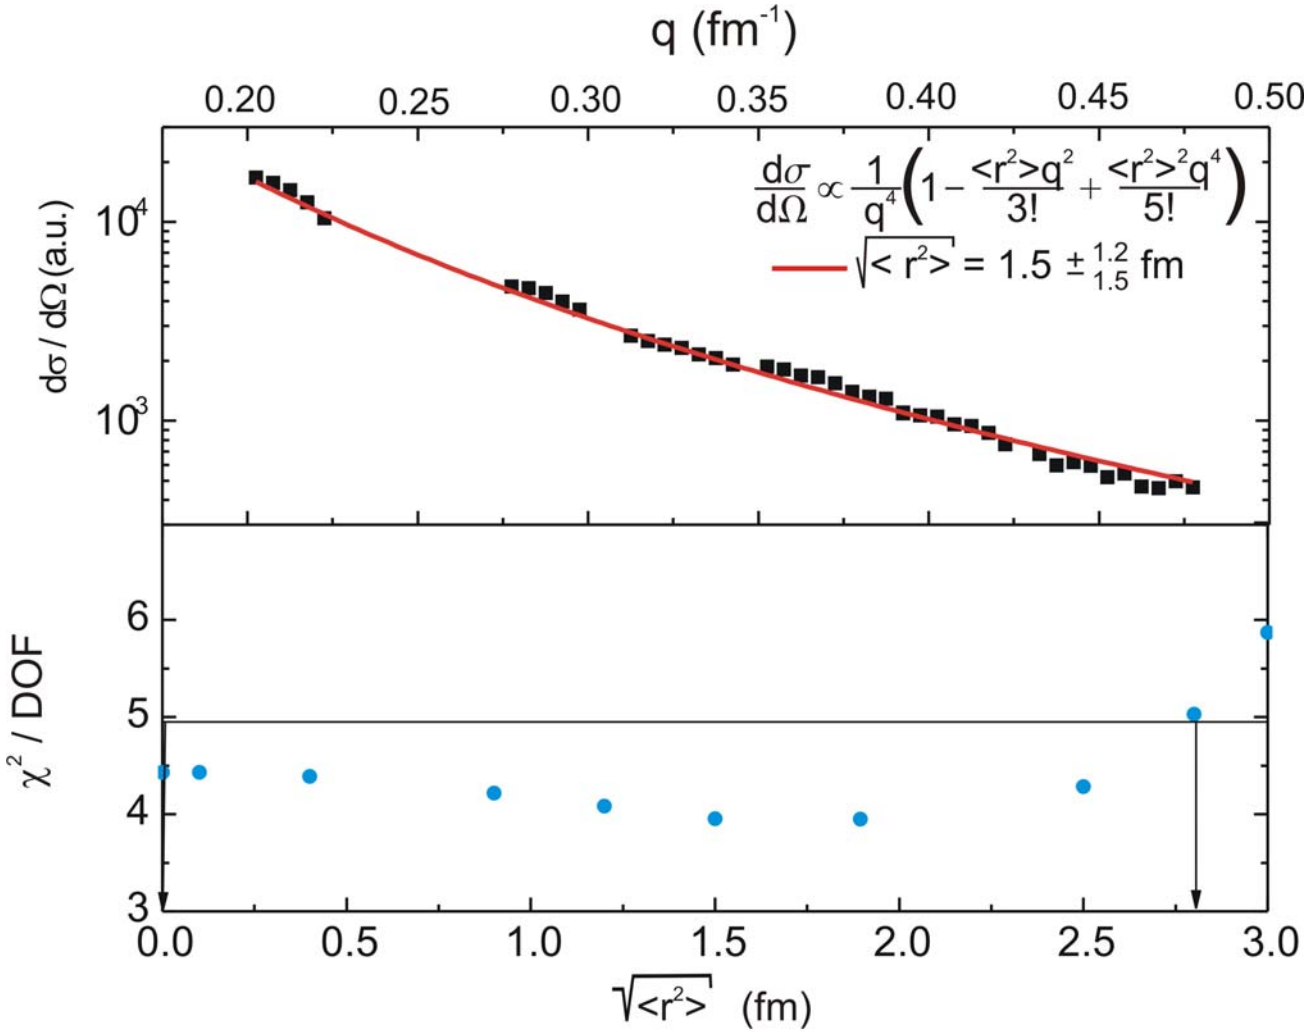 q (fm⁻¹)
0.20 0.25 0.30 0.35 0.40 0.45 0.50
dσ/dΩ ∝ 1/q⁴ (1 − <r²>q²/3! + <r²>²q⁴/5!)
√<r²> = 1.5 ± 1.2 1.5 fm
dσ / dΩ (a.u.)
10⁴
10³
χ² / DOF
6
5
4
3
0.0 0.5 1.0 1.5 2.0 2.5 3.0
√<r²> (fm)